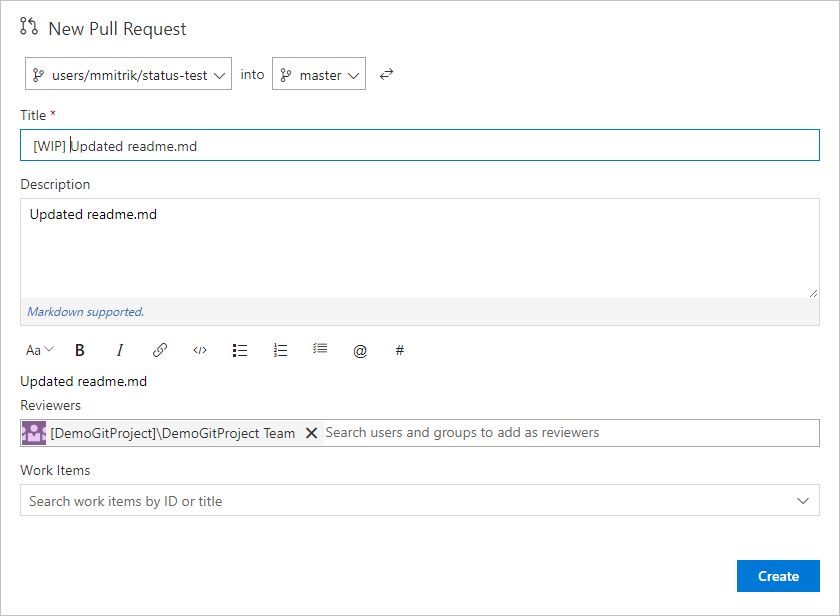 New Pull Request
users/mmitrik/status-test into master
Title *
[WIP] Updated readme.md
Description
Updated readme.md
Markdown supported.
Aa B I </> @ #
Updated readme.md
Reviewers
[DemoGitProject]\DemoGitProject Team Search users and groups to add as reviewers
Work Items
Search work items by ID or title
Create